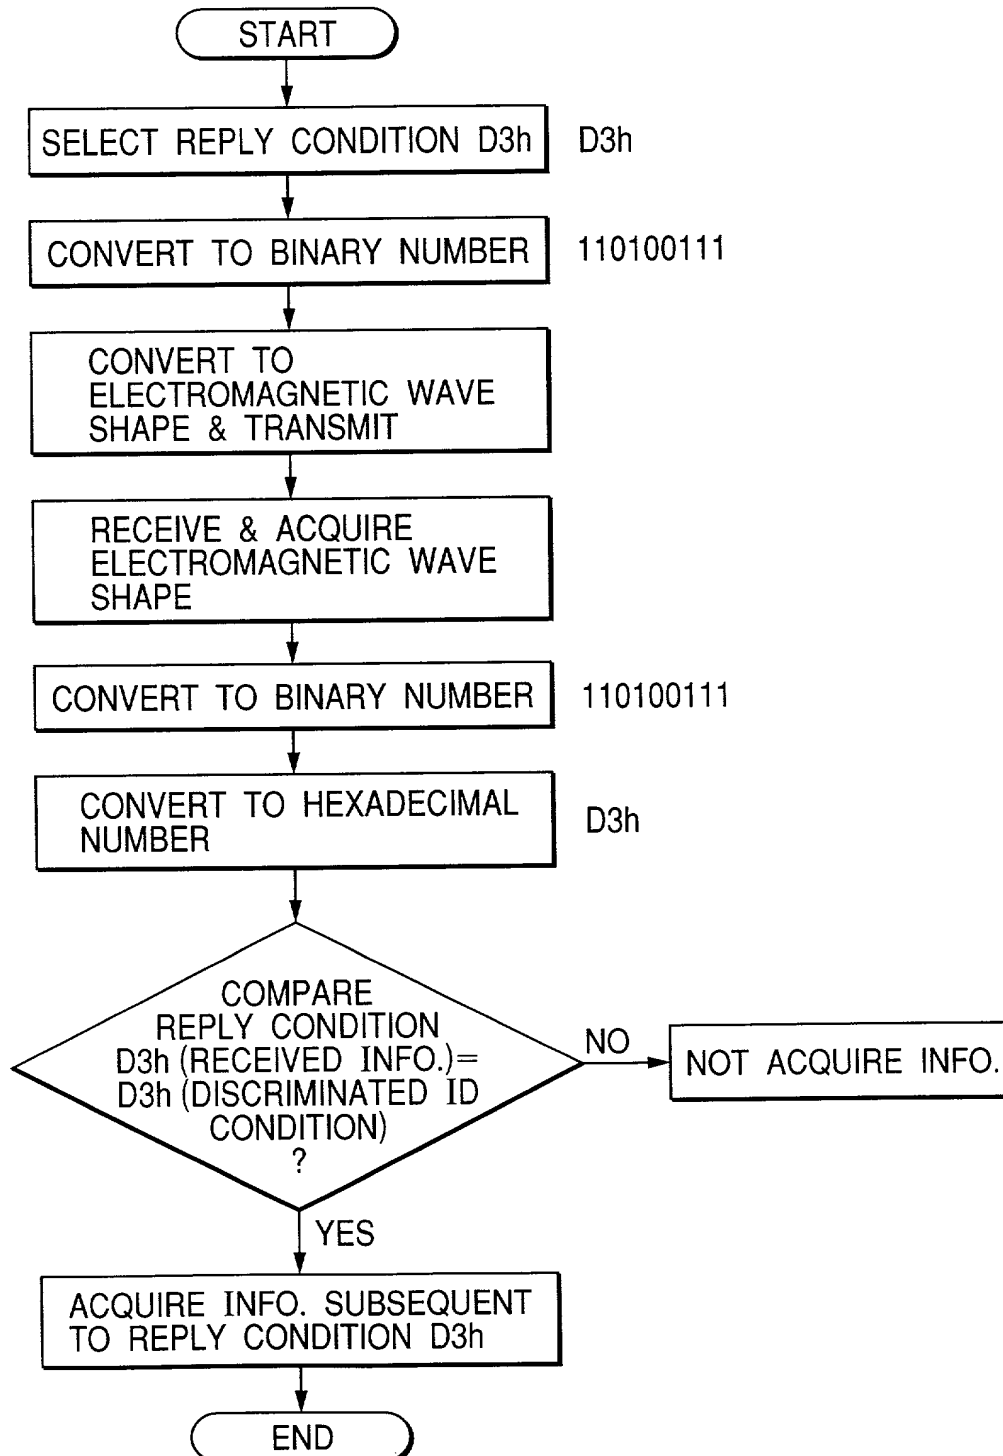 START
SELECT REPLY CONDITION D3h
D3h
CONVERT TO BINARY NUMBER
110100111
CONVERT TO
ELECTROMAGNETIC WAVE
SHAPE & TRANSMIT
RECEIVE & ACQUIRE
ELECTROMAGNETIC WAVE
SHAPE
CONVERT TO BINARY NUMBER
110100111
CONVERT TO HEXADECIMAL
NUMBER
D3h
COMPARE
REPLY CONDITION
D3h (RECEIVED INFO.)=
D3h (DISCRIMINATED ID
CONDITION)
?
NO
NOT ACQUIRE INFO.
YES
ACQUIRE INFO. SUBSEQUENT
TO REPLY CONDITION D3h
END